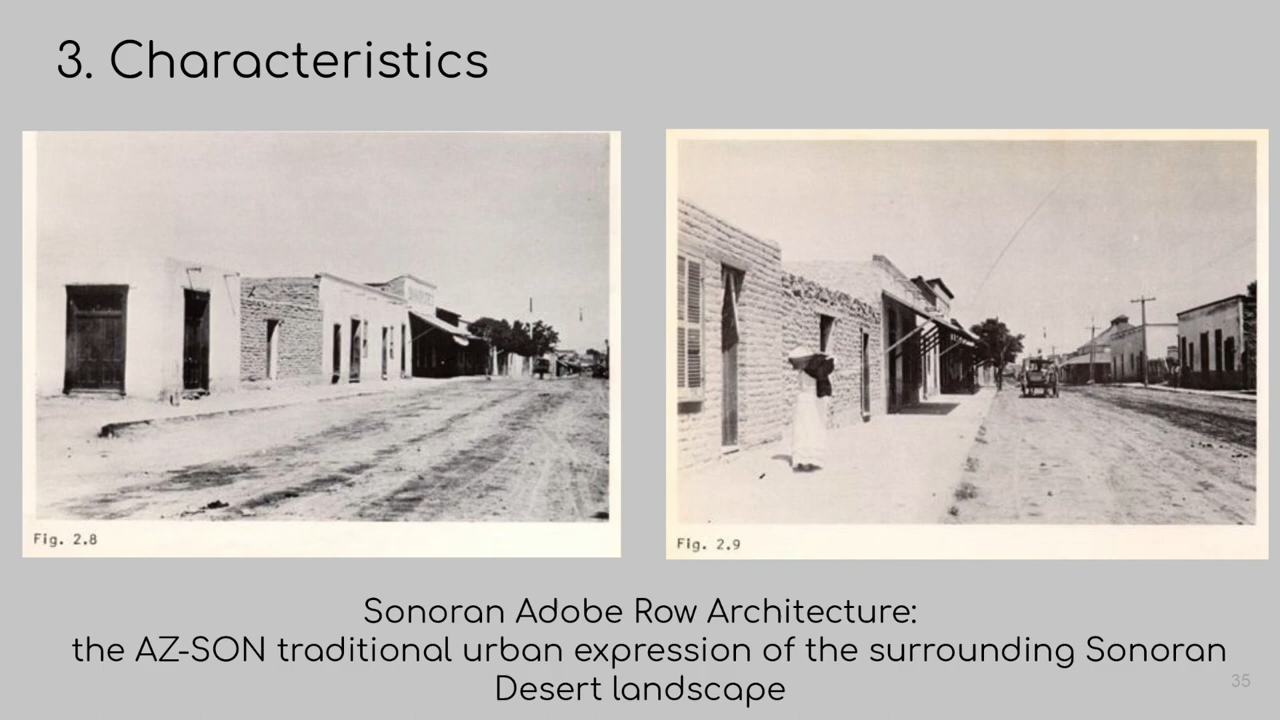 3. Characteristics
Fig. 2.8
Fig. 2.9
Sonoran Adobe Row Architecture:
the AZ-SON traditional urban expression of the surrounding Sonoran
Desert landscape
35